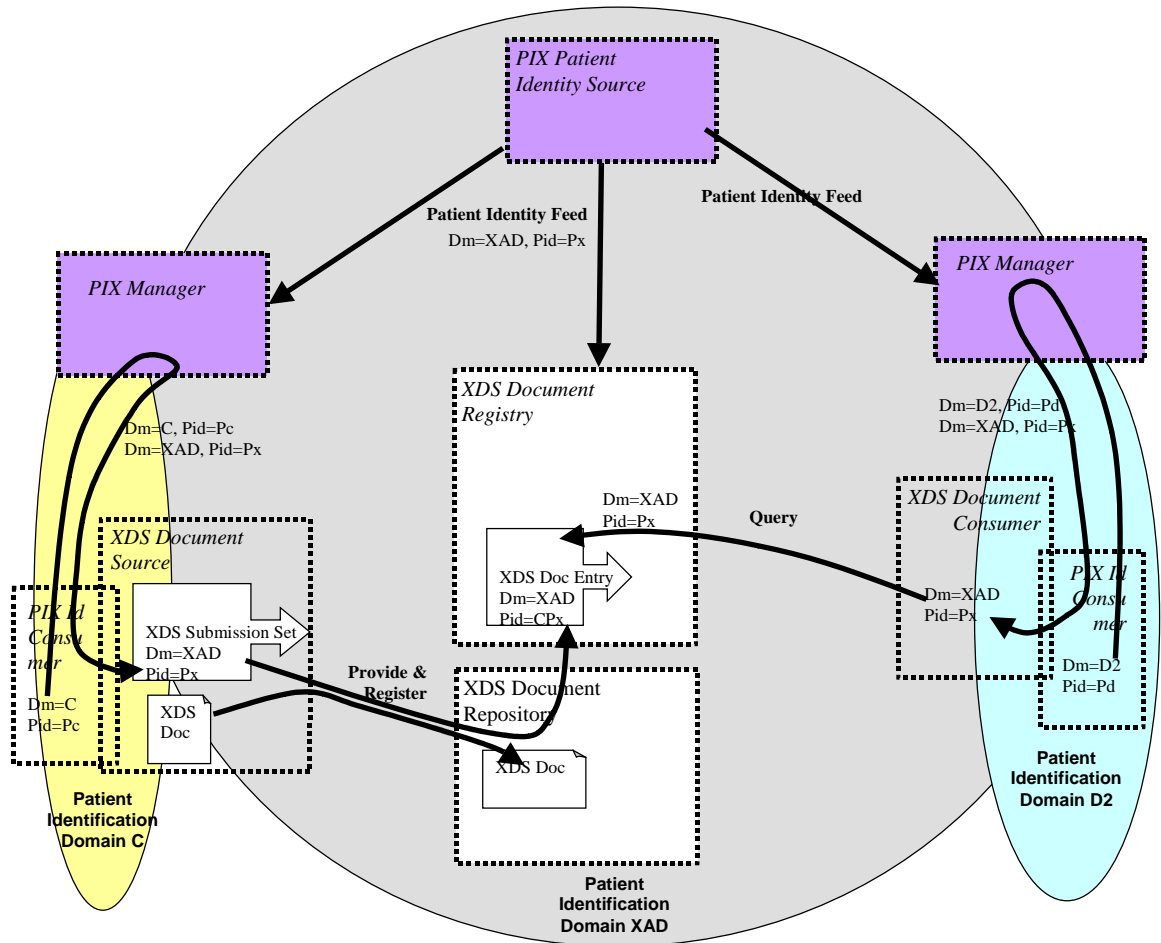 PIX Patient
Identity Source
Patient Identity Feed
Dm=XAD, Pid=Px
Patient Identity Feed
PIX Manager
PIX Manager
Dm=C, Pid=Pc
Dm=XAD, Pid=Px
XDS Document
Registry
Dm=XAD
Pid=Px
XDS Doc Entry
Dm=XAD
Pid=CPx
Query
Dm=D2, Pid=Pd
Dm=XAD, Pid=Px
XDS Document
Consumer
Dm=XAD
Pid=Px
PIX Id
Consu
mer
Dm=D2
Pid=Pd
XDS Document
Source
XDS Submission Set
Dm=XAD
Pid=Px
XDS
Doc
PIX Id
Consu
mer
Dm=C
Pid=Pc
Provide &
Register
XDS Document
Repository
XDS Doc
Patient
Identification
Domain C
Patient
Identification
Domain XAD
Patient
Identification
Domain D2